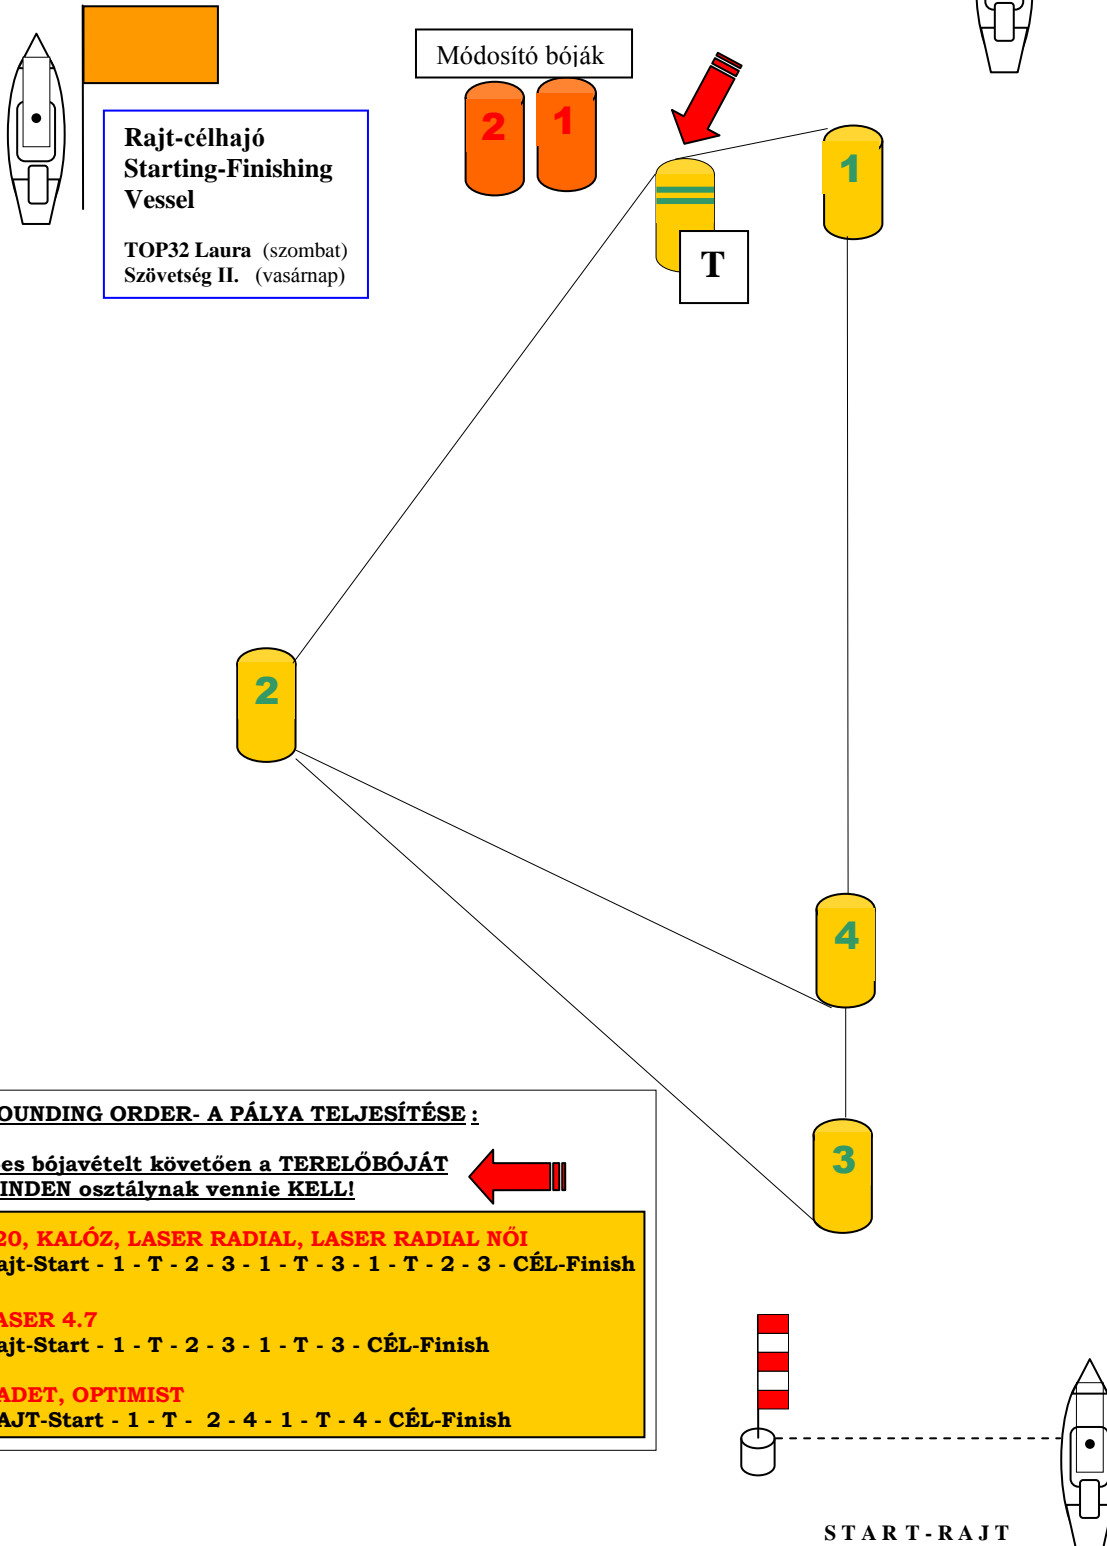 Módosító bóják
2 1
Rajt-célhajó
Starting-Finishing
Vessel
TOP32 Laura (szombat)
Szövetség II. (vasárnap)
1
T
2
4
3
OUNDING ORDER- A PÁLYA TELJESÍTÉSE :
es bójavételt követően a TERELŐBÓJÁT
INDEN osztálynak vennie KELL!
20, KALÓZ, LASER RADIAL, LASER RADIAL NŐI
ajt-Start - 1 - T - 2 - 3 - 1 - T - 3 - 1 - T - 2 - 3 - CÉL-Finish
ASER 4.7
ajt-Start - 1 - T - 2 - 3 - 1 - T - 3 - CÉL-Finish
ADET, OPTIMIST
AJT-Start - 1 - T - 2 - 4 - 1 - T - 4 - CÉL-Finish
START-RAJT